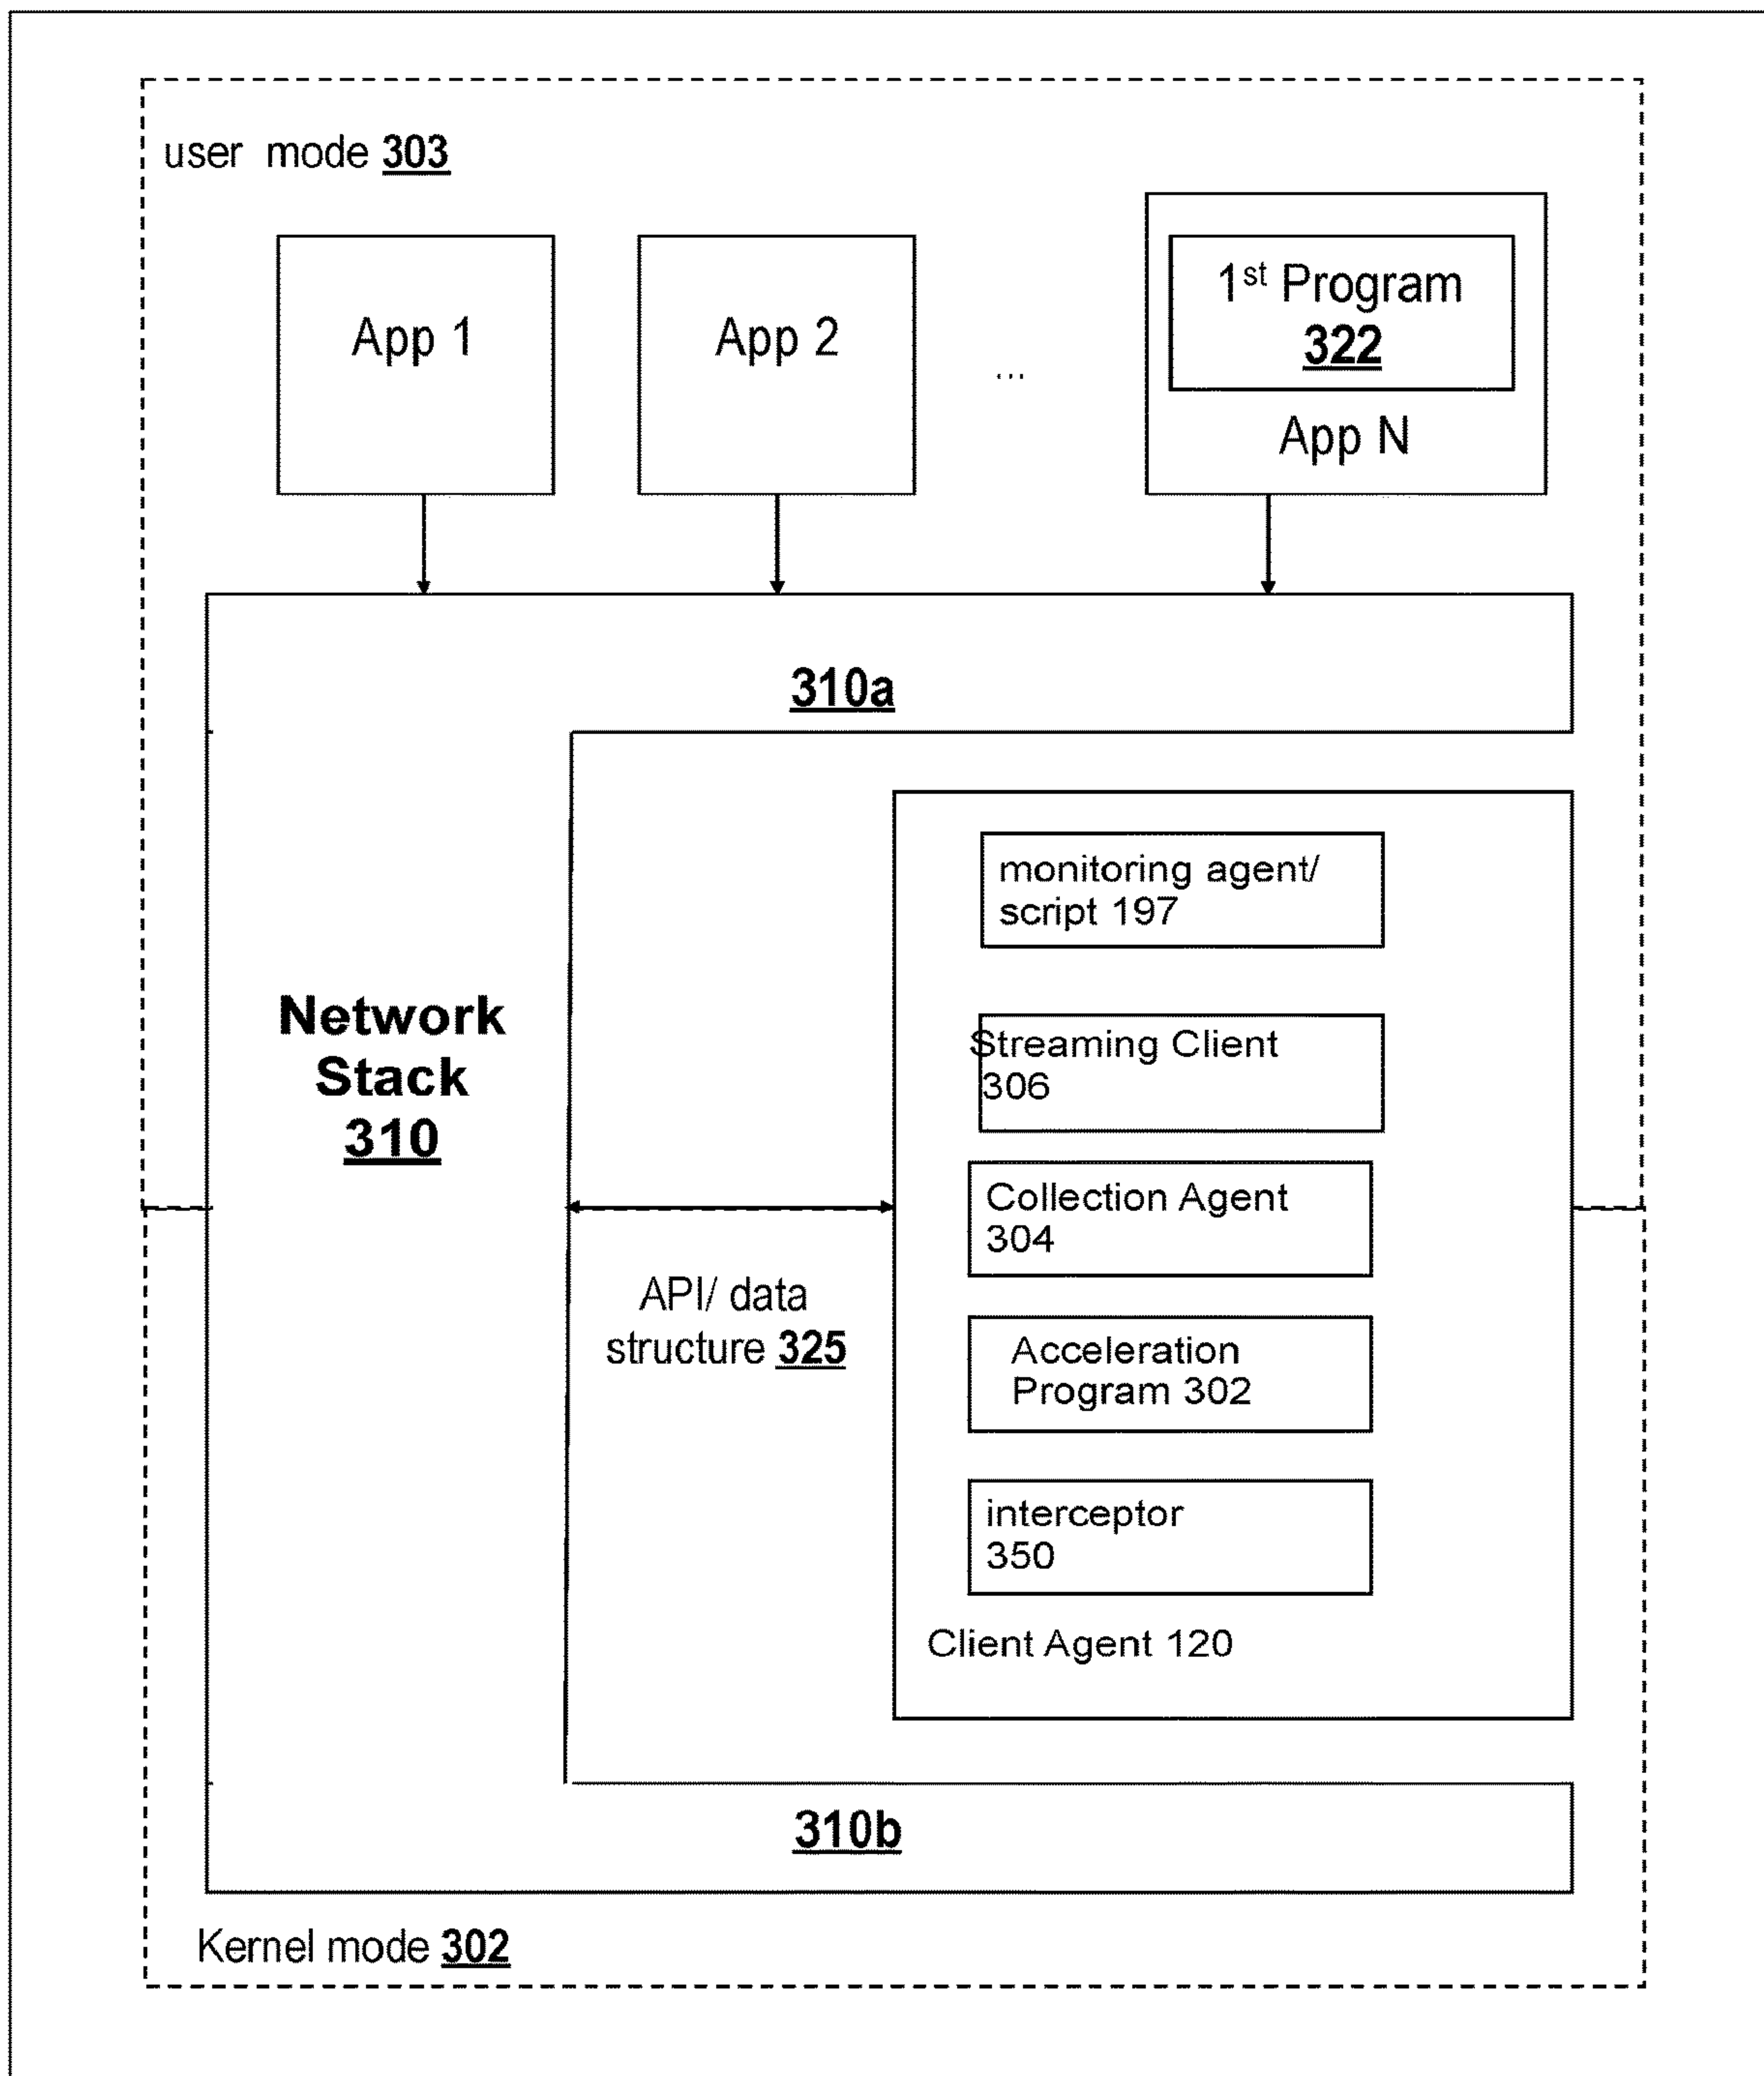 user mode 303
App 1
App 2
...
1st Program
322
App N
310a
Network
Stack
310
monitoring agent/
script 197
Streaming Client
306
Collection Agent
304
API/ data
structure 325
Acceleration
Program 302
interceptor
350
Client Agent 120
310b
Kernel mode 302